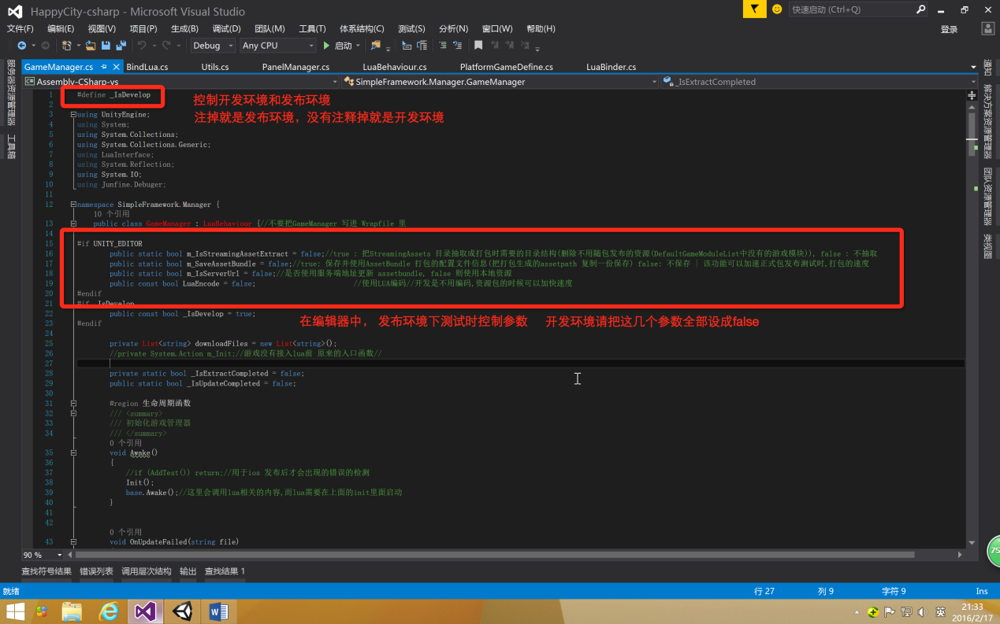 HappyCity-csharp - Microsoft Visual Studio
快速启动 (Ctrl+Q)
文件(F) 编辑(E) 视图(V) 项目(P) 生成(B) 调试(D) 团队(M) 工具(T) 体系结构(C) 测试(S) 分析(N) 窗口(W) 帮助(H)
登录
Debug Any CPU 启动
服务器资源管理器
工具箱
GameManager.cs BindLua.cs Utils.cs PanelManager.cs LuaBehaviour.cs PlatformGameDefine.cs LuaBinder.cs
Assembly-CSharp-vs SimpleFramework.Manager.GameManager _IsExtractCompleted
1 #define _IsDevelop
控制开发环境和发布环境
2
注掉就是发布环境，没有注释掉就是开发环境
3 using UnityEngine;
4 using System;
5 using System.Collections;
6 using System.Collections.Generic;
7 using LuaInterface;
8 using System.Reflection;
9 using System.IO;
10 using Junfine.Debuger;
11
12 namespace SimpleFramework.Manager {
10 个引用
13 public class GameManager : LuaBehaviour {//不要把GameManager 写进 Wrapfile 里
14
15 #if UNITY_EDITOR
16 public static bool m_IsStreamingAssetExtract = false;//true : 把StreamingAssets 目录抽取成打包时需要的目录结构(删除不用随包发布的资源(DefaultGameModuleList中没有的游戏模块)), false : 不抽取
17 public static bool m_SaveAssetBundle = false;//true: 保存并使用AssetBundle 打包的配置文件信息(把打包生成的assetpath 复制一份保存) false: 不保存 | 该功能可以加速正式包发布测试时,打包的速度
18 public static bool m_IsServerUrl = false;//是否使用服务端地址更新 assetbundle, false 则使用本地资源
19 public const bool LuaEncode = false; //使用LUA编码//开发是不用编码,资源包的时候可以加快速度
20 #endif
21 #if _IsDevelop
22 public const bool _IsDevelop = true;
23 #endif
在编辑器中， 发布环境下测试时控制参数 开发环境请把这几个参数全部设成false
24
25 private List<string> downloadFiles = new List<string>();
26 //private System.Action m_Init;//游戏没有接入lua前 原来的入口函数//
27
28 private static bool _IsExtractCompleted = false;
29 public static bool _IsUpdateCompleted = false;
30
31 #region 生命周期函数
32 /// <summary>
33 /// 初始化游戏管理器
34 /// </summary>
0 个引用
35 void Awake()
36 {
37 //if (AddTest()) return;//用于ios 发布后才会出现的错误的检测
38 Init();
39 base.Awake();//这里会调用lua相关的内容,而lua需要在上面的init里面启动
40 }
41
42
0 个引用
43 void OnUpdateFailed(string file)
通知
解决方案资源管理器
团队资源管理器
类视图
90 %
75
查找符号结果 错误列表 调用层次结构 输出 查找结果 1
就绪 行 27 列 9 字符 9 Ins
英
21:33
2016/2/17